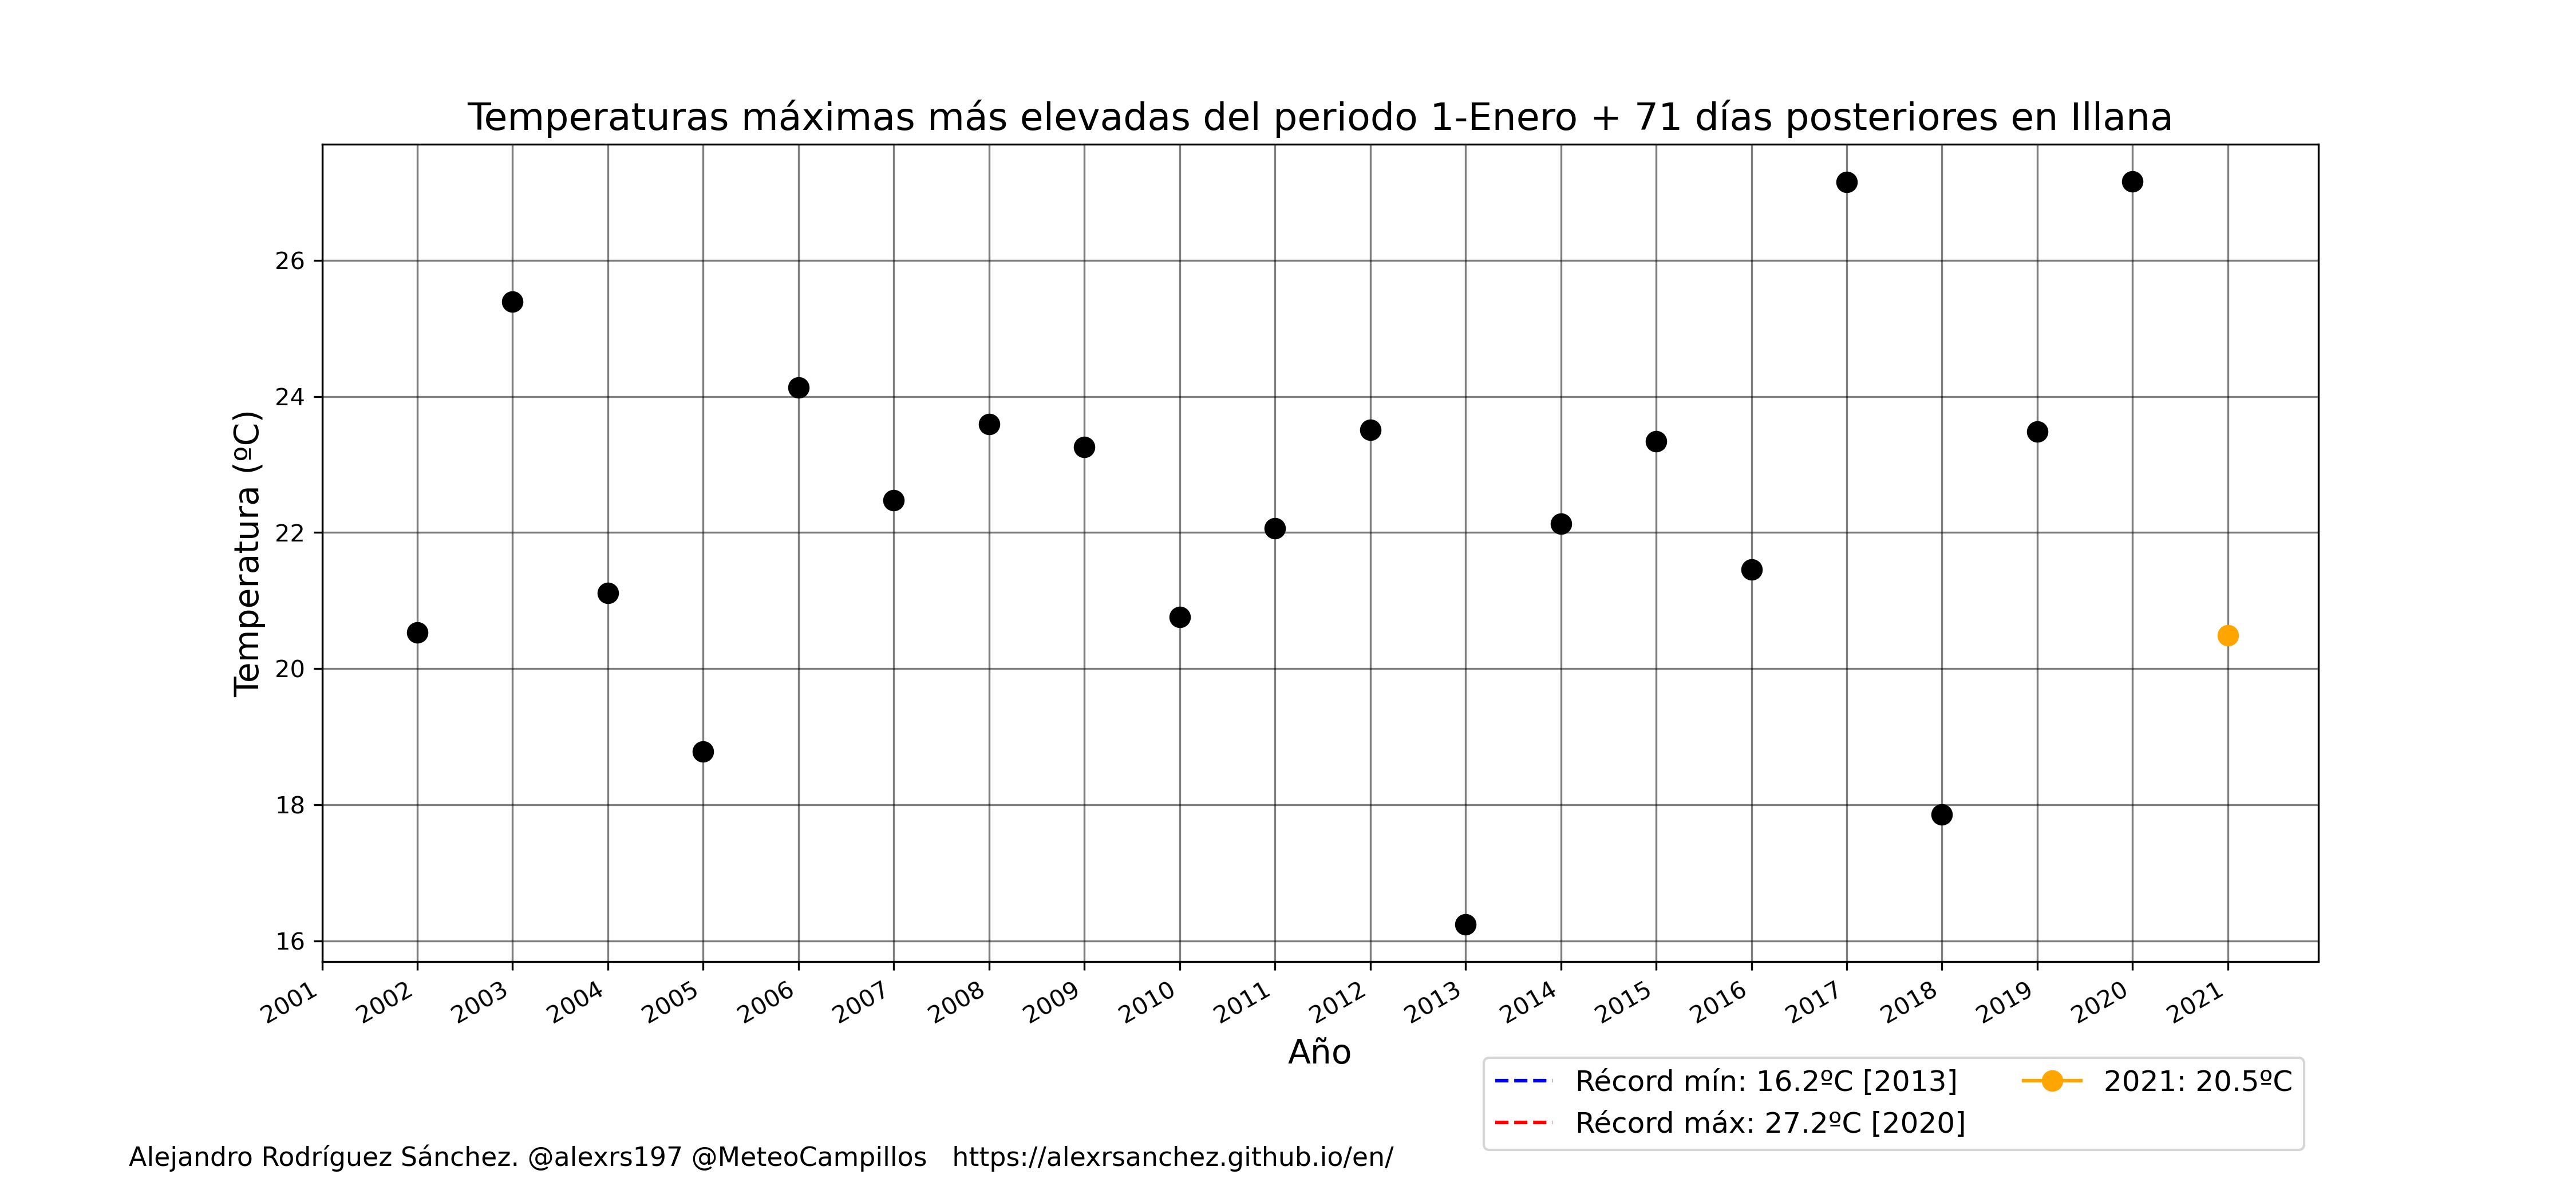 Temperaturas máximas más elevadas del periodo 1-Enero + 71 días posteriores en Illana
Temperatura (ºC)
26
24
22
20
18
16
2001 2002 2003 2004 2005 2006 2007 2008 2009 2010 2011 2012 2013 2014 2015 2016 2017 2018 2019 2020 2021
Año
Récord mín: 16.2ºC [2013]
Récord máx: 27.2ºC [2020]
2021: 20.5ºC
Alejandro Rodríguez Sánchez. @alexrs197 @MeteoCampillos https://alexrsanchez.github.io/en/